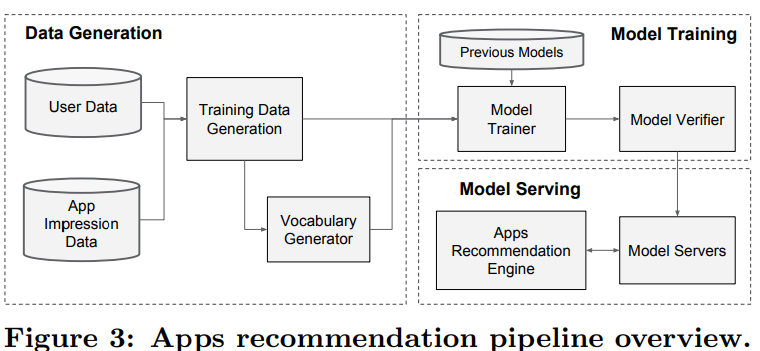 Data Generation
User Data
App
Impression
Data
Training Data
Generation
Vocabulary
Generator
Model Training
Previous Models
Model
Trainer
Model Verifier
Model Serving
Apps
Recommendation
Engine
Model Servers
Figure 3: Apps recommendation pipeline overview.